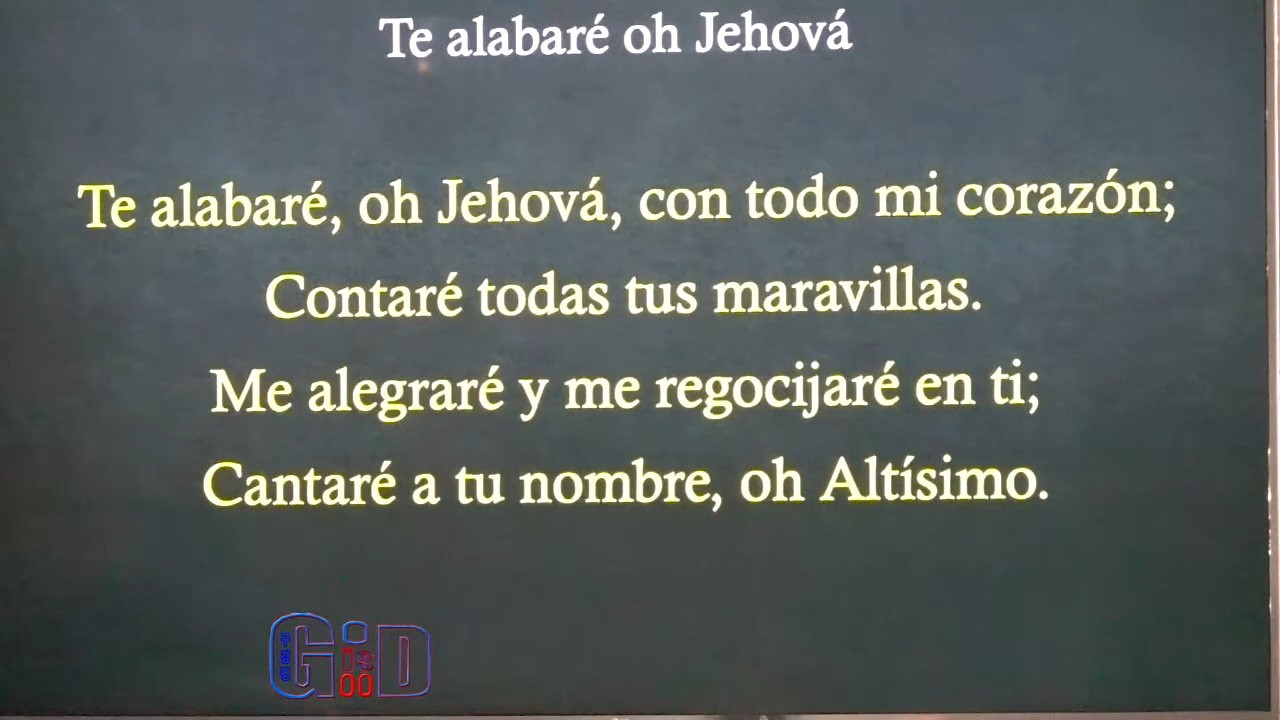 Te alabaré oh Jehová
Te alabaré, oh Jehová, con todo mi corazón;
Contaré todas tus maravillas.
Me alegraré y me regocijaré en ti;
Cantaré a tu nombre, oh Altísimo.
GiD
is